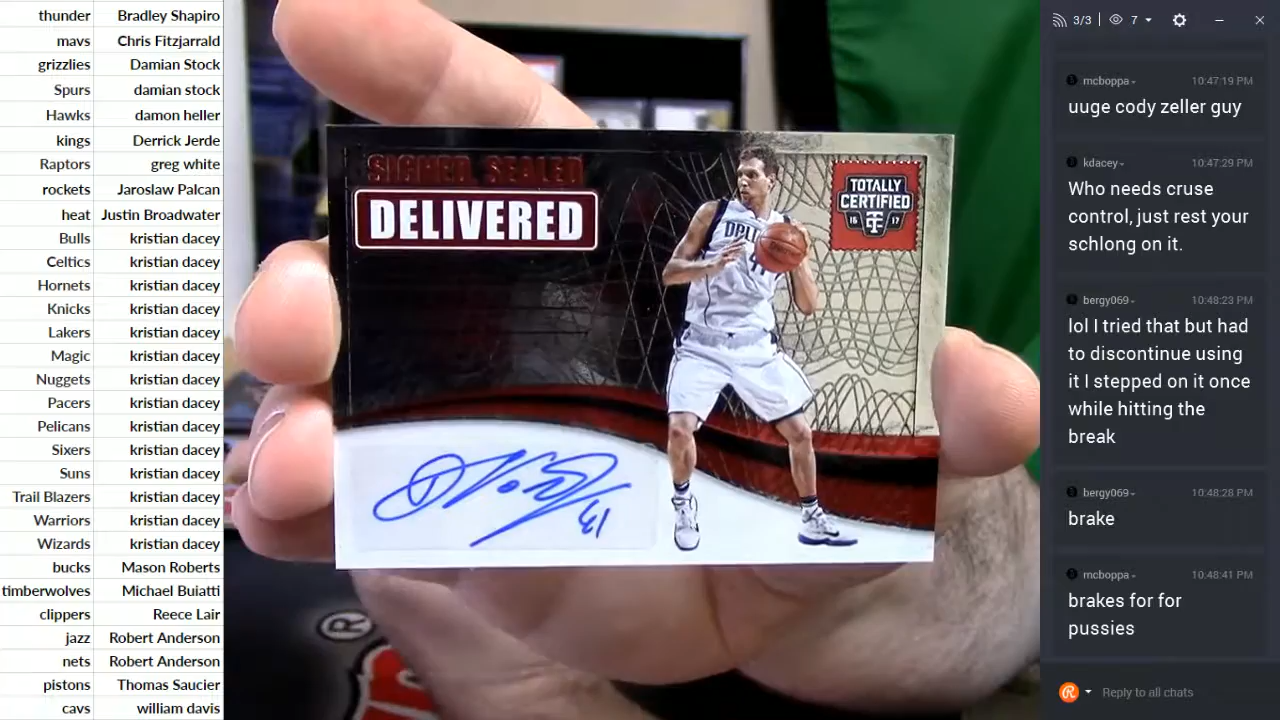 thunder Bradley Shapiro
mavs Chris Fitzjarrald
grizzlies Damian Stock
Spurs damian stock
Hawks damon heller
kings Derrick Jerde
Raptors greg white
rockets Jaroslaw Palcan
heat Justin Broadwater
Bulls kristian dacey
Celtics kristian dacey
Hornets kristian dacey
Knicks kristian dacey
Lakers kristian dacey
Magic kristian dacey
Nuggets kristian dacey
Pacers kristian dacey
Pelicans kristian dacey
Sixers kristian dacey
Suns kristian dacey
Trail Blazers kristian dacey
Warriors kristian dacey
Wizards kristian dacey
bucks Mason Roberts
timberwolves Michael Buiatti
clippers Reece Lair
jazz Robert Anderson
nets Robert Anderson
pistons Thomas Saucier
cavs william davis
SIGNED, SEALED
DELIVERED
TOTALLY
CERTIFIED
16 17
41
®
3/3 7
mcboppa 10:47:19 PM
uuge cody zeller guy
kdacey 10:47:29 PM
Who needs cruse
control, just rest your
schlong on it.
bergy069 10:48:23 PM
lol I tried that but had
to discontinue using
it I stepped on it once
while hitting the
break
bergy069 10:48:28 PM
brake
mcboppa 10:48:41 PM
brakes for for
pussies
Reply to all chats